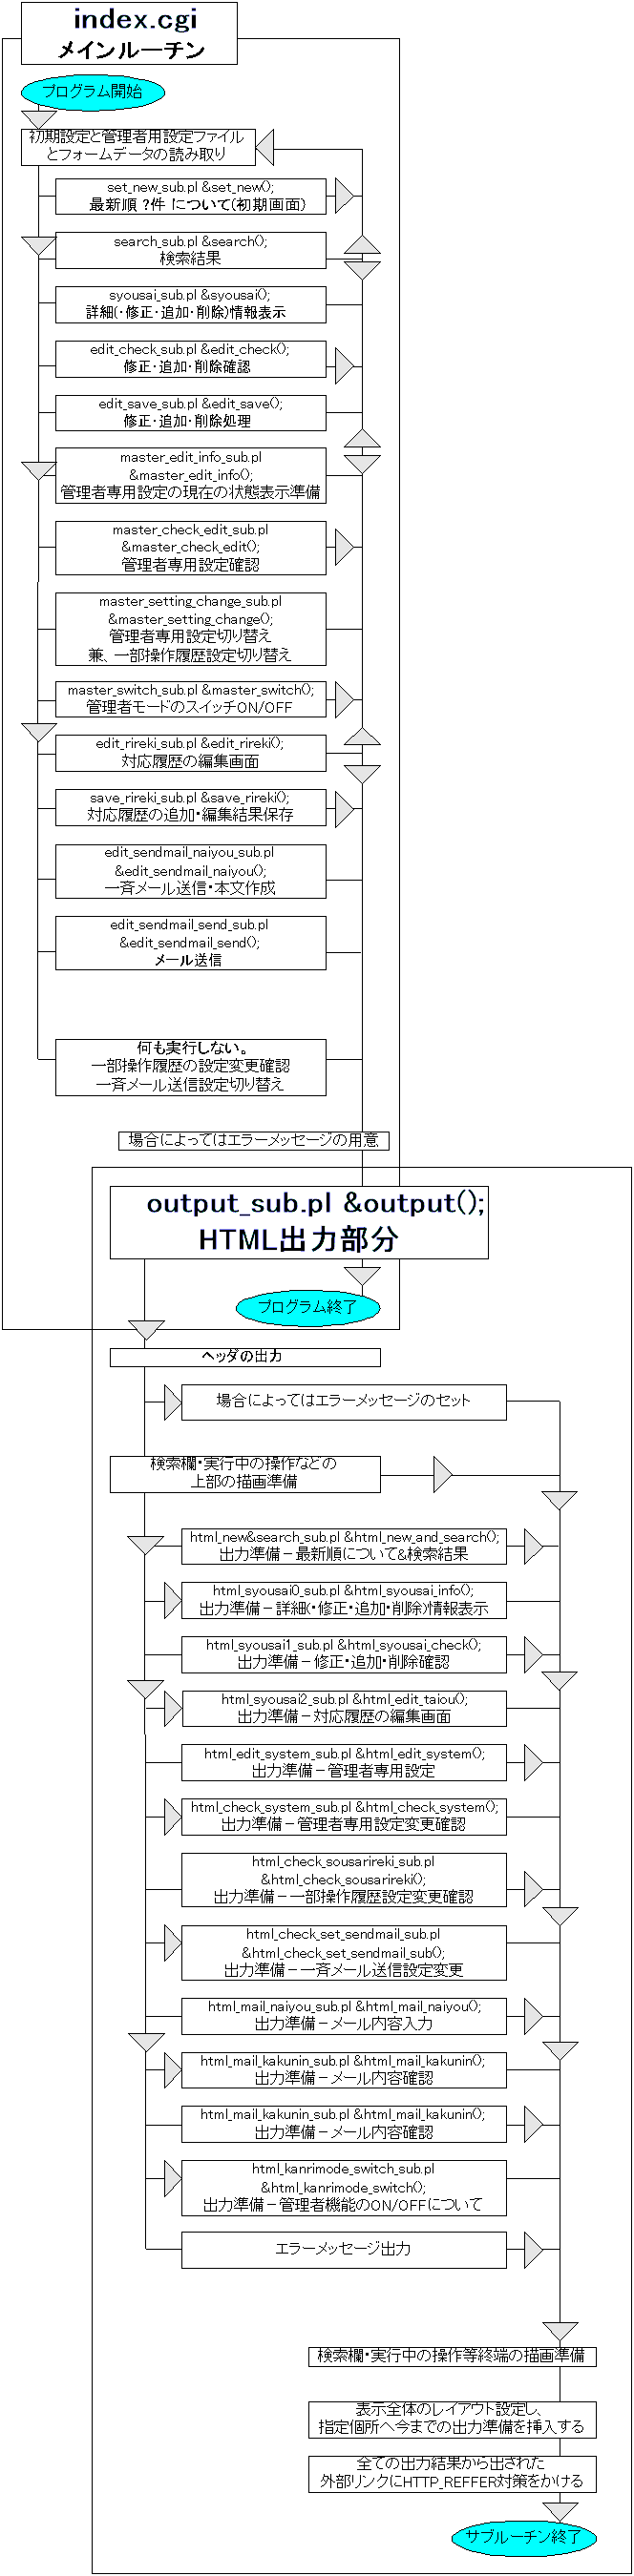 index.cgi
メインルーチン
プログラム開始
初期設定と管理者用設定ファイル
とフォームデータの読み取り
set_new_sub.pl &set_new();
最新順 ?件 について(初期画面)
search_sub.pl &search();
検索結果
syousai_sub.pl &syousai();
詳細(・修正・追加・削除)情報表示
edit_check_sub.pl &edit_check();
修正・追加・削除確認
edit_save_sub.pl &edit_save();
修正・追加・削除処理
master_edit_info_sub.pl
&master_edit_info();
管理者専用設定の現在の状態表示準備
master_check_edit_sub.pl
&master_check_edit();
管理者専用設定確認
master_setting_change_sub.pl
&master_setting_change();
管理者専用設定切り替え
兼、一部操作履歴設定切り替え
master_switch_sub.pl &master_switch();
管理者モードのスイッチON/OFF
edit_rireki_sub.pl &edit_rireki();
対応履歴の編集画面
save_rireki_sub.pl &save_rireki();
対応履歴の追加・編集結果保存
edit_sendmail_naiyou_sub.pl
&edit_sendmail_naiyou();
一斉メール送信・本文作成
edit_sendmail_send_sub.pl
&edit_sendmail_send();
メール送信
何も実行しない。
一部操作履歴の設定変更確認
一斉メール送信設定切り替え
場合によってはエラーメッセージの用意
output_sub.pl &output();
HTML出力部分
プログラム終了
ヘッダの出力
場合によってはエラーメッセージのセット
検索欄・実行中の操作などの
上部の描画準備
html_new&search_sub.pl &html_new_and_search();
出力準備－最新順について&検索結果
html_syousai0_sub.pl &html_syousai_info();
出力準備－詳細(・修正・追加・削除)情報表示
html_syousai1_sub.pl &html_syousai_check();
出力準備－修正・追加・削除確認
html_syousai2_sub.pl &html_edit_taiou();
出力準備－対応履歴の編集画面
html_edit_system_sub.pl &html_edit_system();
出力準備－管理者専用設定
html_check_system_sub.pl &html_check_system();
出力準備－管理者専用設定変更確認
html_check_sousarireki_sub.pl
&html_check_sousarireki();
出力準備－一部操作履歴設定変更確認
html_check_set_sendmail_sub.pl
&html_check_set_sendmail_sub();
出力準備－一斉メール送信設定変更
html_mail_naiyou_sub.pl &html_mail_naiyou();
出力準備－メール内容入力
html_mail_kakunin_sub.pl &html_mail_kakunin();
出力準備－メール内容確認
html_mail_kakunin_sub.pl &html_mail_kakunin();
出力準備－メール内容確認
html_kanrimode_switch_sub.pl
&html_kanrimode_switch();
出力準備－管理者機能のON/OFFについて
エラーメッセージ出力
検索欄・実行中の操作等終端の描画準備
表示全体のレイアウト設定し、
指定個所へ今までの出力準備を挿入する
全ての出力結果から出された
外部リンクにHTTP_REFFER対策をかける
サブルーチン終了